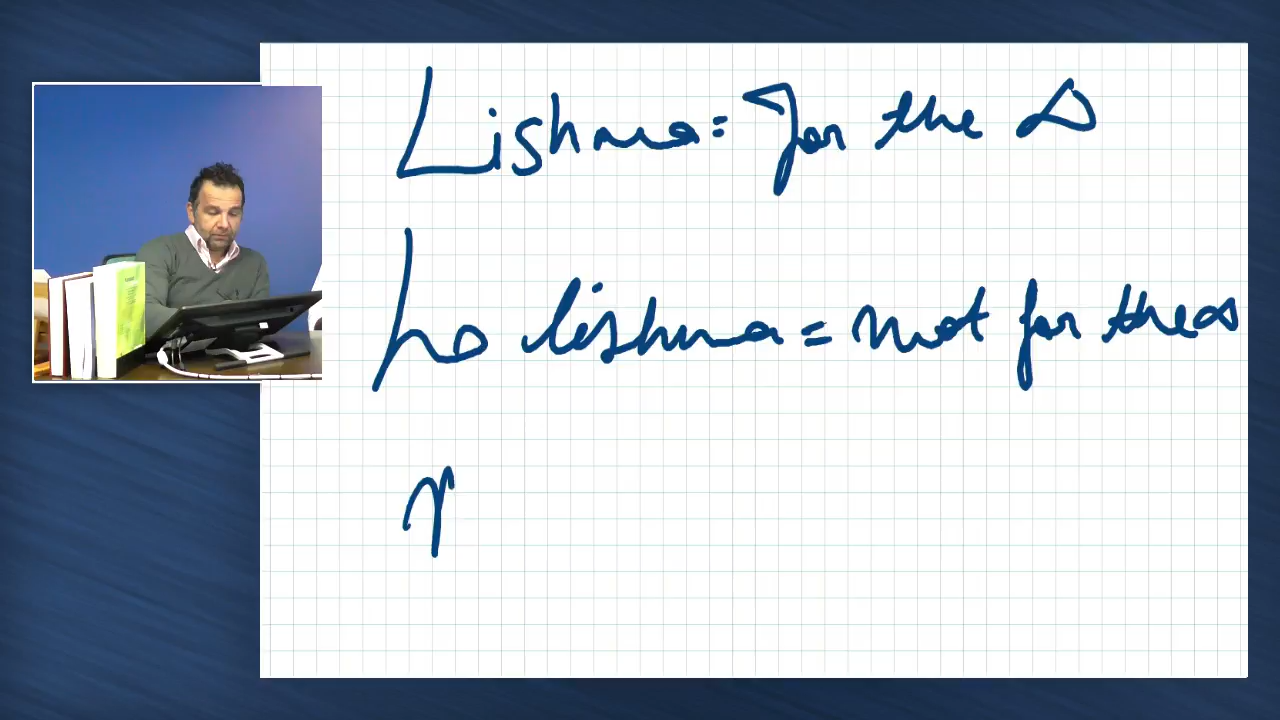 Lishma = for the Δ
Lo lishma = not for the Δ